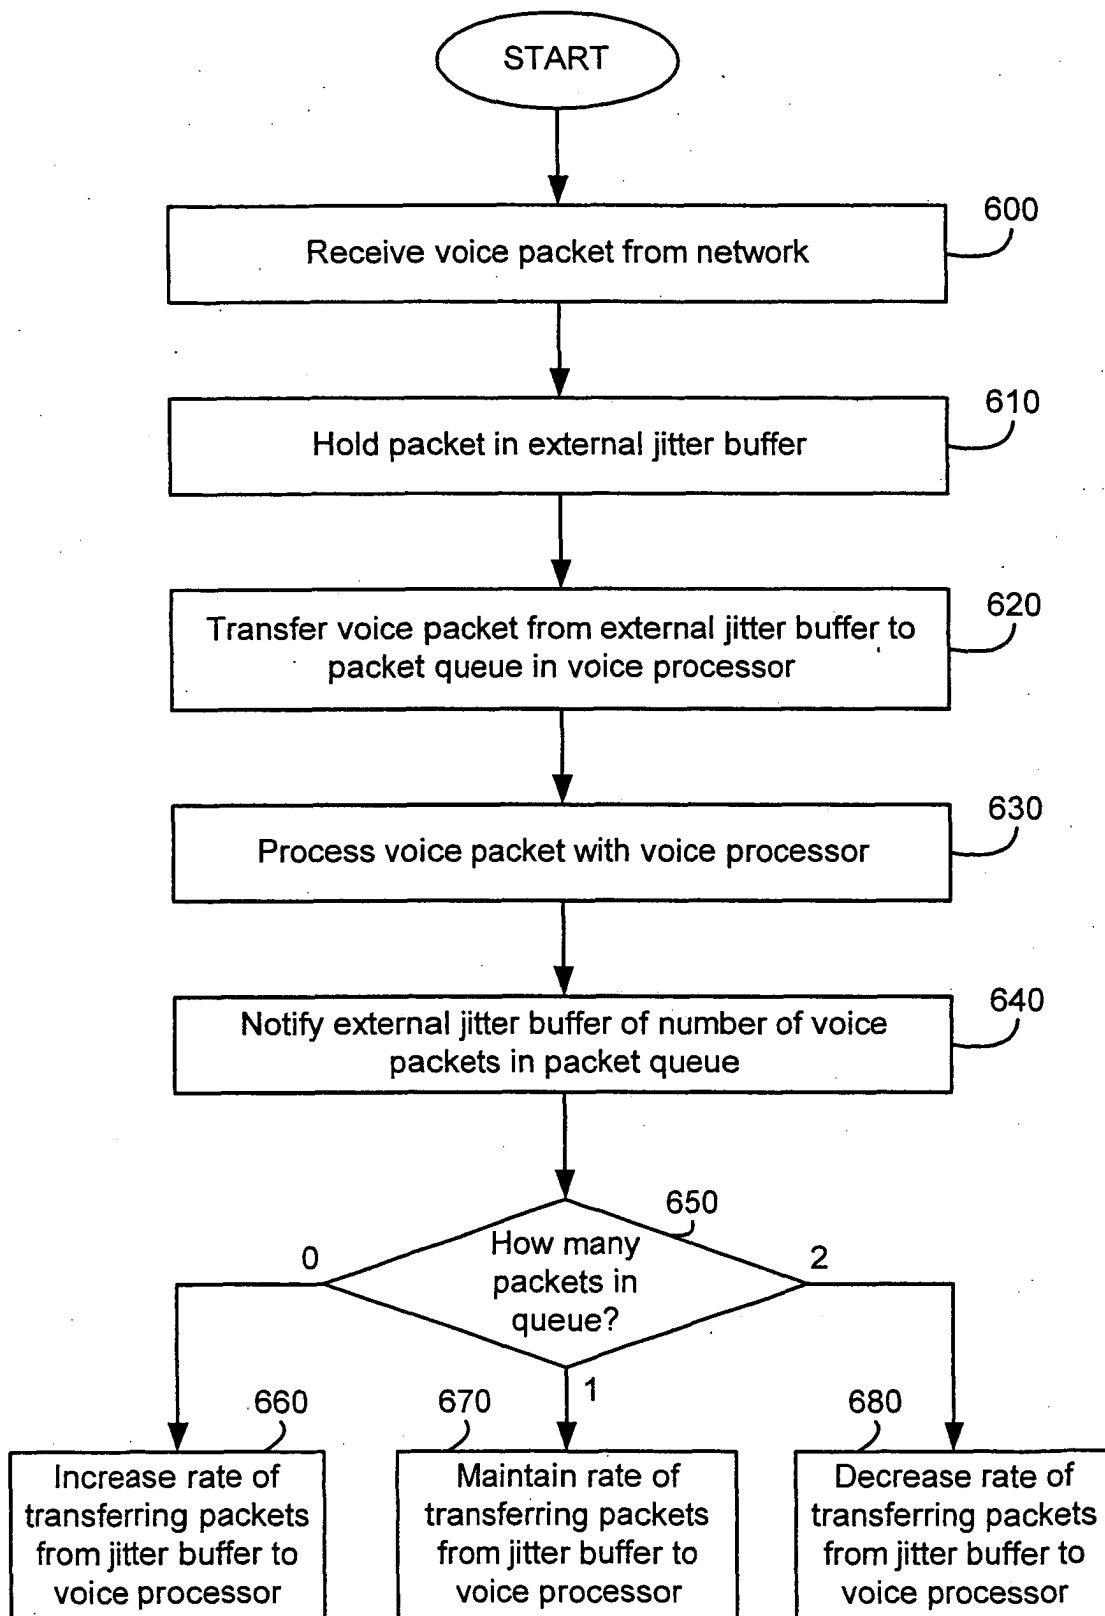 START
600
Receive voice packet from network
610
Hold packet in external jitter buffer
620
Transfer voice packet from external jitter buffer to
packet queue in voice processor
630
Process voice packet with voice processor
640
Notify external jitter buffer of number of voice
packets in packet queue
650
How many
packets in
queue?
0
2
1
660
Increase rate of
transferring packets
from jitter buffer to
voice processor
670
Maintain rate of
transferring packets
from jitter buffer to
voice processor
680
Decrease rate of
transferring packets
from jitter buffer to
voice processor